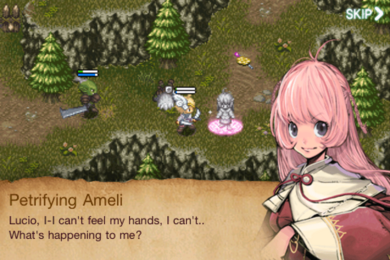 SKIP
Petrifying Ameli
Lucio, I-I can't feel my hands, I can't..
What's happening to me?